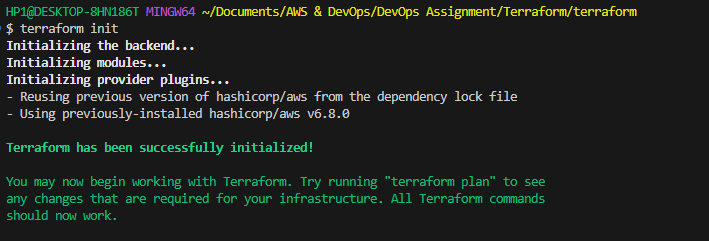 HP1@DESKTOP-8HN186T MINGW64 ~/Documents/AWS & DevOps/DevOps Assignment/Terraform/terraform
$ terraform init
Initializing the backend...
Initializing modules...
Initializing provider plugins...
- Reusing previous version of hashicorp/aws from the dependency lock file
- Using previously-installed hashicorp/aws v6.8.0
Terraform has been successfully initialized!
You may now begin working with Terraform. Try running "terraform plan" to see
any changes that are required for your infrastructure. All Terraform commands
should now work.